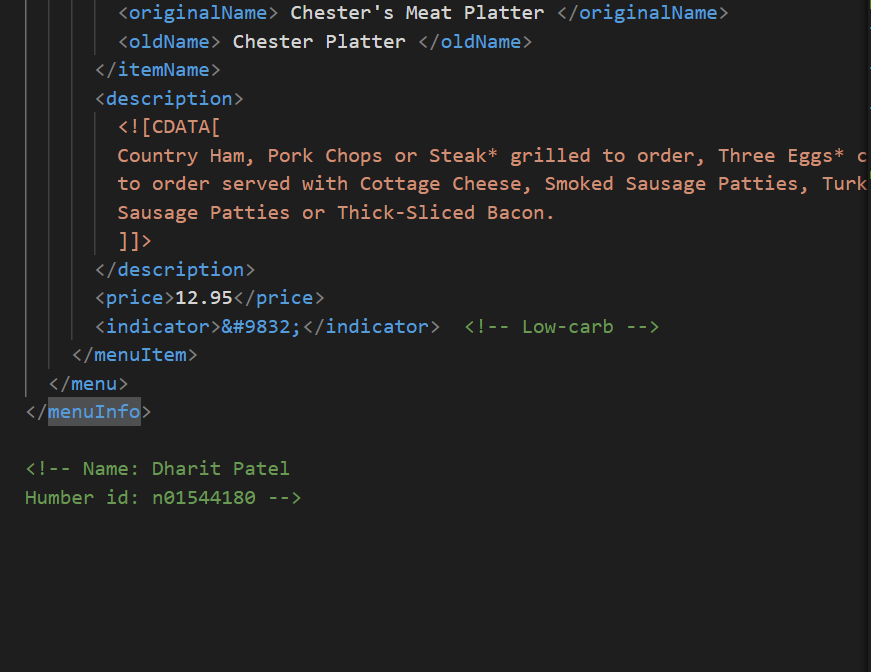 <originalName> Chester's Meat Platter </originalName>
<oldName> Chester Platter </oldName>
</itemName>
<description>
<![CDATA[
Country Ham, Pork Chops or Steak* grilled to order, Three Eggs* c
to order served with Cottage Cheese, Smoked Sausage Patties, Turk
Sausage Patties or Thick-Sliced Bacon.
]]>
</description>
<price>12.95</price>
<indicator>&#9832;</indicator>  <!-- Low-carb -->
</menuItem>
</menu>
</menuInfo>
<!-- Name: Dharit Patel
Humber id: n01544180 -->